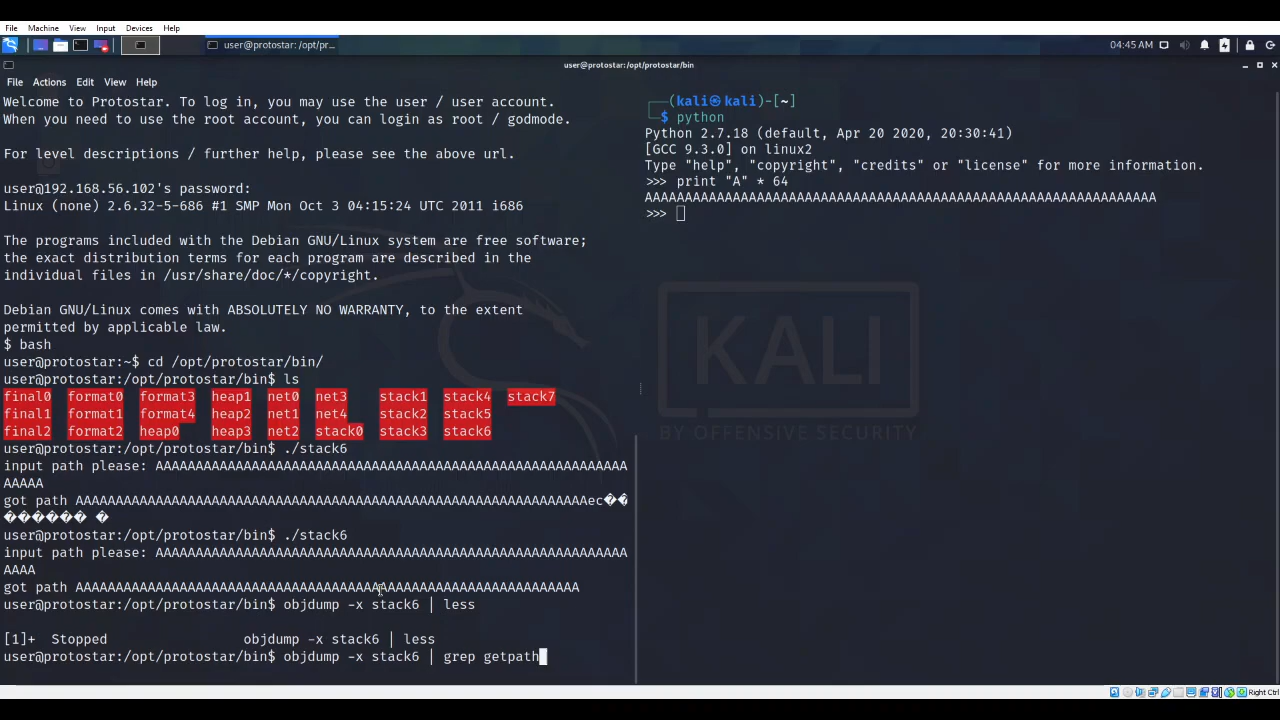 File Machine View Input Devices Help
user@protostar: /opt/pr...
04:45 AM
user@protostar:/opt/protostar/bin
File Actions Edit View Help
Welcome to Protostar. To log in, you may use the user / user account.
When you need to use the root account, you can login as root / godmode.
For level descriptions / further help, please see the above url.
user@192.168.56.102's password:
Linux (none) 2.6.32-5-686 #1 SMP Mon Oct 3 04:15:24 UTC 2011 i686
The programs included with the Debian GNU/Linux system are free software;
the exact distribution terms for each program are described in the
individual files in /usr/share/doc/*/copyright.
Debian GNU/Linux comes with ABSOLUTELY NO WARRANTY, to the extent
permitted by applicable law.
$ bash
user@protostar:~$ cd /opt/protostar/bin/
user@protostar:/opt/protostar/bin$ ls
final0 format0 format3 heap1 net0 net3 stack1 stack4 stack7
final1 format1 format4 heap2 net1 net4 stack2 stack5
final2 format2 heap0 heap3 net2 stack0 stack3 stack6
user@protostar:/opt/protostar/bin$ ./stack6
input path please: AAAAAAAAAAAAAAAAAAAAAAAAAAAAAAAAAAAAAAAAAAAAAAAAAAAAAAAAAAA
AAAAA
got path AAAAAAAAAAAAAAAAAAAAAAAAAAAAAAAAAAAAAAAAAAAAAAAAAAAAAAAAAAAAAAAAec��
������ �
user@protostar:/opt/protostar/bin$ ./stack6
input path please: AAAAAAAAAAAAAAAAAAAAAAAAAAAAAAAAAAAAAAAAAAAAAAAAAAAAAAAAAAA
AAAA
got path AAAAAAAAAAAAAAAAAAAAAAAAAAAAAAAAAAAAAAAAAAAAAAAAAAAAAAAAAAAAAAA
user@protostar:/opt/protostar/bin$ objdump -x stack6 | less
[1]+ Stopped objdump -x stack6 | less
user@protostar:/opt/protostar/bin$ objdump -x stack6 | grep getpath
┌──(kali㉿kali)-[~]
└─$ python
Python 2.7.18 (default, Apr 20 2020, 20:30:41)
[GCC 9.3.0] on linux2
Type "help", "copyright", "credits" or "license" for more information.
>>> print "A" * 64
AAAAAAAAAAAAAAAAAAAAAAAAAAAAAAAAAAAAAAAAAAAAAAAAAAAAAAAAAAAAAAAA
>>>
KALI
BY OFFENSIVE SECURITY
Right Ctrl